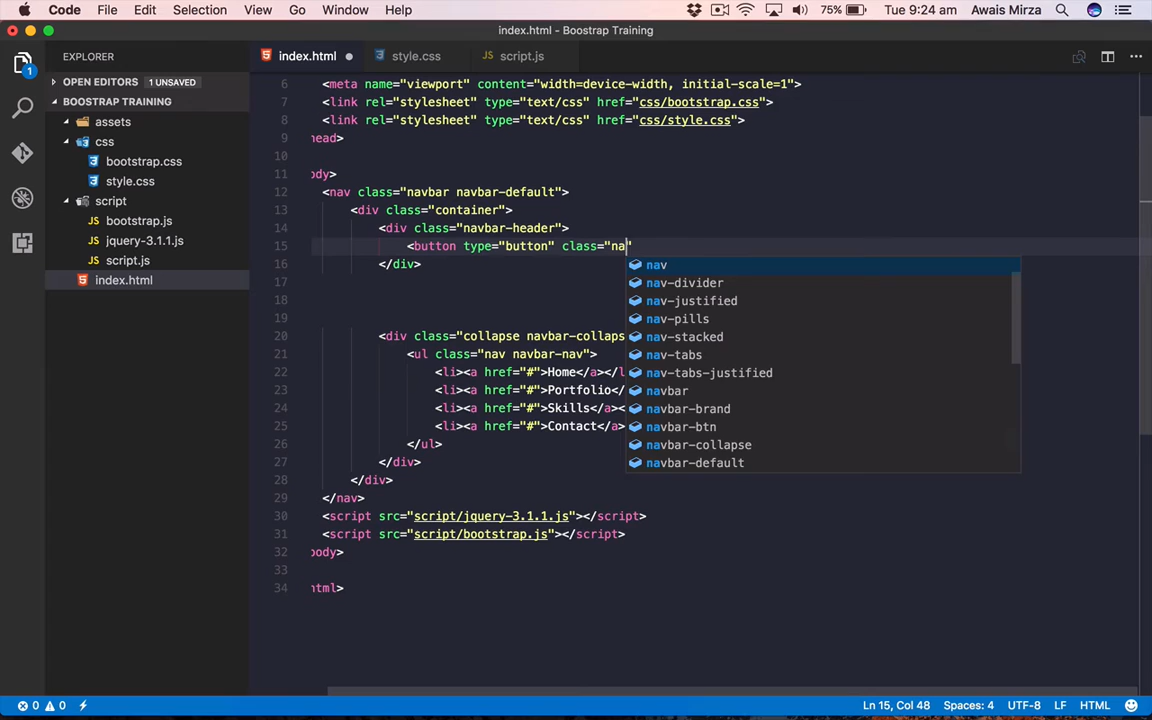 Code File Edit Selection View Go Window Help 75% Tue 9:24 am Awais Mirza
index.html - Boostrap Training
EXPLORER
OPEN EDITORS 1 UNSAVED
BOOSTRAP TRAINING
assets
css
bootstrap.css
style.css
script
bootstrap.js
jquery-3.1.1.js
script.js
index.html
1
index.html style.css script.js
6 <meta name="viewport" content="width=device-width, initial-scale=1">
7 <link rel="stylesheet" type="text/css" href="css/bootstrap.css">
8 <link rel="stylesheet" type="text/css" href="css/style.css">
9 head>
10
11 ody>
12 <nav class="navbar navbar-default">
13 <div class="container">
14 <div class="navbar-header">
15 <button type="button" class="na"
16 </div>
17
18
19
20 <div class="collapse navbar-collaps
21 <ul class="nav navbar-nav">
22 <li><a href="#">Home</a></l
23 <li><a href="#">Portfolio</
24 <li><a href="#">Skills</a><
25 <li><a href="#">Contact</a>
26 </ul>
27 </div>
28 </div>
29 </nav>
30 <script src="script/jquery-3.1.1.js"></script>
31 <script src="script/bootstrap.js"></script>
32 body>
33
34 html>
nav
nav-divider
nav-justified
nav-pills
nav-stacked
nav-tabs
nav-tabs-justified
navbar
navbar-brand
navbar-btn
navbar-collapse
navbar-default
0 0 Ln 15, Col 48 Spaces: 4 UTF-8 LF HTML